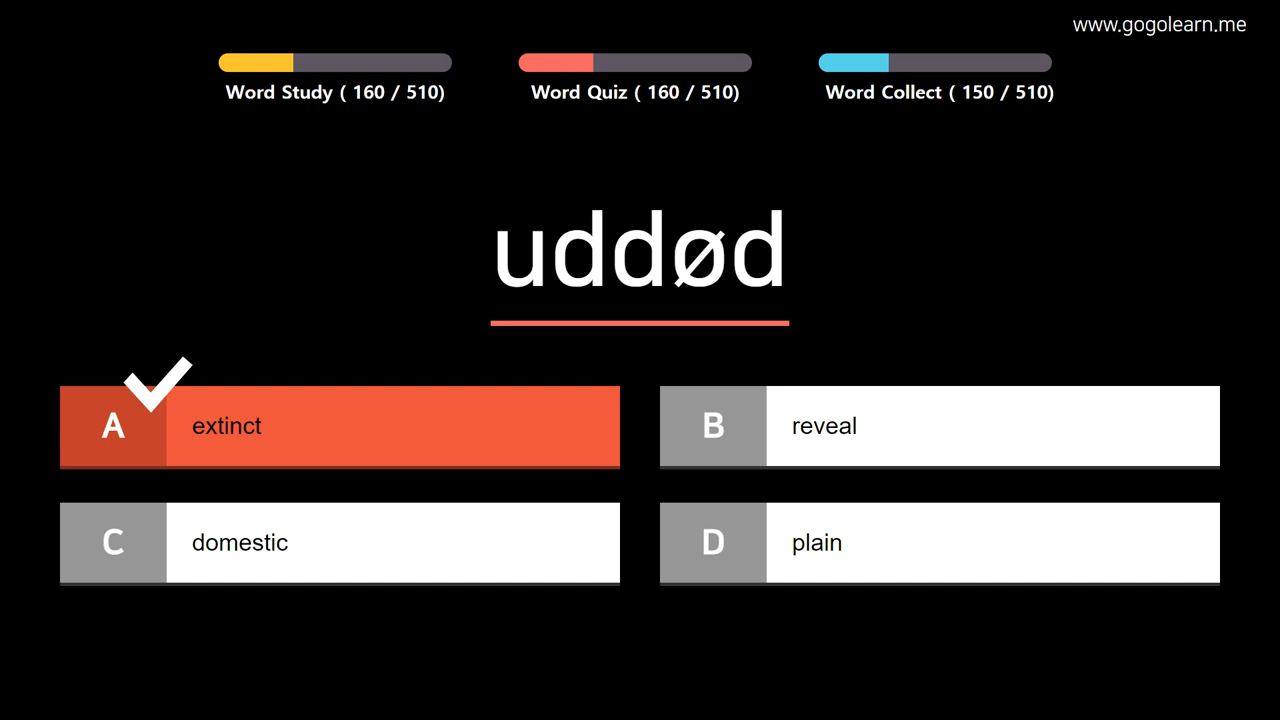 www.gogolearn.me
Word Study ( 160 / 510)
Word Quiz ( 160 / 510)
Word Collect ( 150 / 510)
uddød
A extinct
B reveal
C domestic
D plain